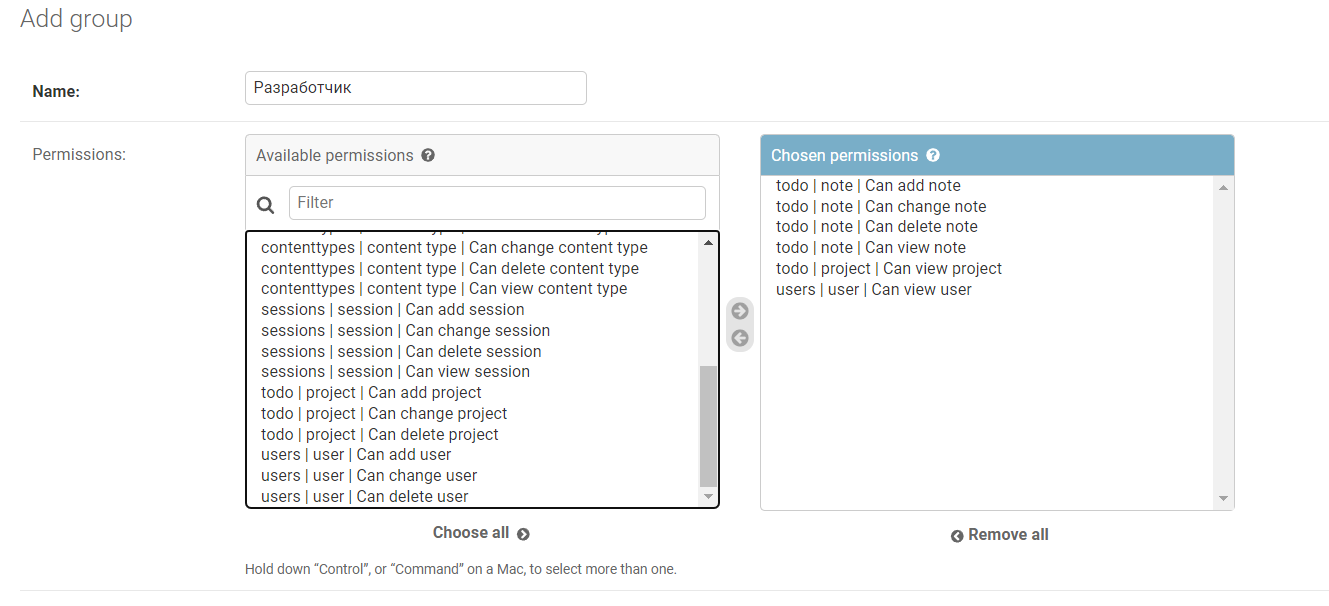 Add group
Name:
Разработчик
Permissions:
Available permissions ?
Filter
contenttypes | content type | Can change content type
contenttypes | content type | Can delete content type
contenttypes | content type | Can view content type
sessions | session | Can add session
sessions | session | Can change session
sessions | session | Can delete session
sessions | session | Can view session
todo | project | Can add project
todo | project | Can change project
todo | project | Can delete project
users | user | Can add user
users | user | Can change user
users | user | Can delete user
Choose all
Hold down “Control”, or “Command” on a Mac, to select more than one.
Chosen permissions ?
todo | note | Can add note
todo | note | Can change note
todo | note | Can delete note
todo | note | Can view note
todo | project | Can view project
users | user | Can view user
Remove all